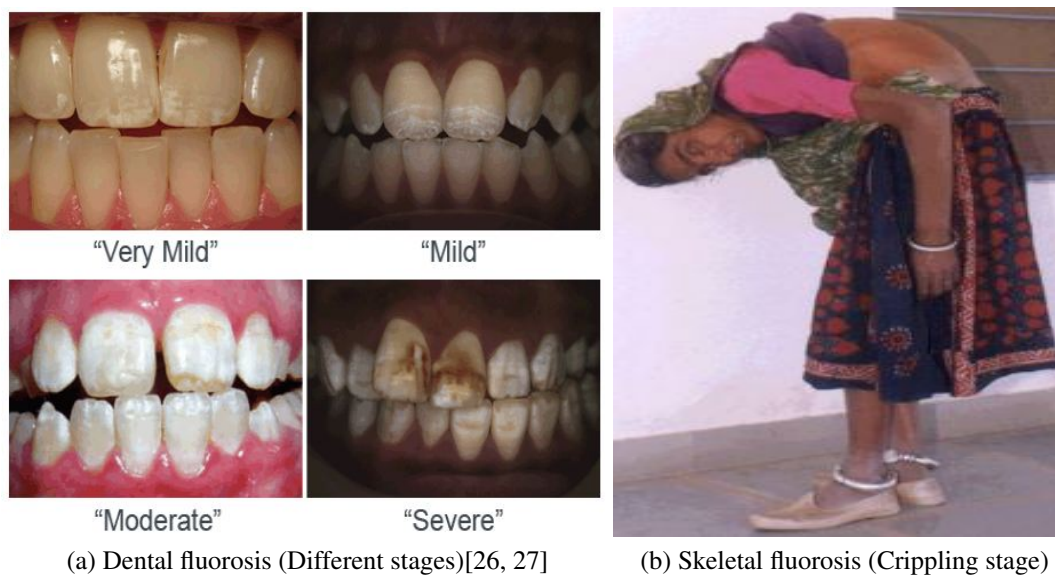 “Very Mild”
“Mild”
“Moderate”
“Severe”
(a) Dental fluorosis (Different stages)[26, 27]
(b) Skeletal fluorosis (Crippling stage)